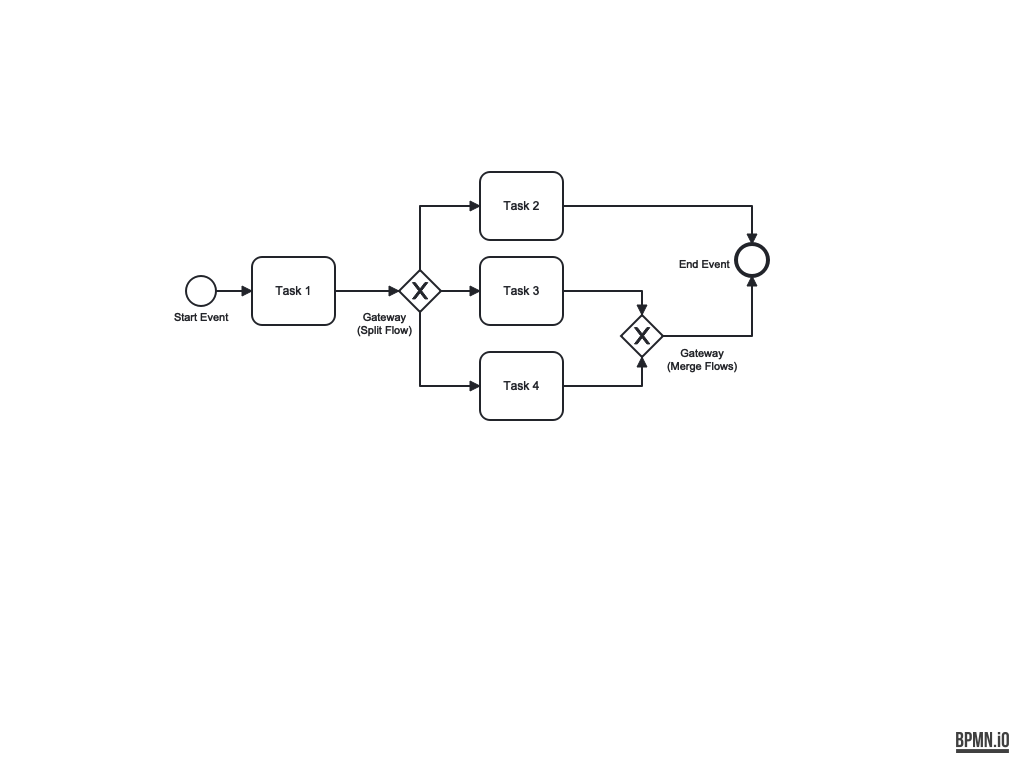 Task 2
End Event
Task 1
X
Task 3
Start Event
Gateway
(Split Flow)
X
Gateway
(Merge Flows)
Task 4
BPMN.iO